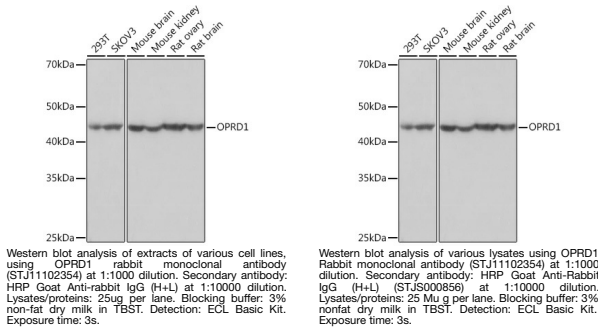 293T
SKOV3
Mouse brain
Mouse kidney
Rat ovary
Rat brain
70kDa
50kDa
40kDa
35kDa
25kDa
OPRD1
Western blot analysis of extracts of various cell lines,
using OPRD1 rabbit monoclonal antibody
(STJ11102354) at 1:1000 dilution. Secondary antibody:
HRP Goat Anti-rabbit IgG (H+L) at 1:10000 dilution.
Lysates/proteins: 25ug per lane. Blocking buffer: 3%
non-fat dry milk in TBST. Detection: ECL Basic Kit.
Exposure time: 3s.
293T
SKOV3
Mouse brain
Mouse kidney
Rat ovary
Rat brain
70kDa
50kDa
40kDa
35kDa
25kDa
OPRD1
Western blot analysis of various lysates using OPRD1
Rabbit monoclonal antibody (STJ11102354) at 1:1000
dilution. Secondary antibody: HRP Goat Anti-Rabbit
IgG (H+L) (STJS000856) at 1:10000 dilution.
Lysates/proteins: 25 Mu g per lane. Blocking buffer: 3%
nonfat dry milk in TBST. Detection: ECL Basic Kit.
Exposure time: 3s.